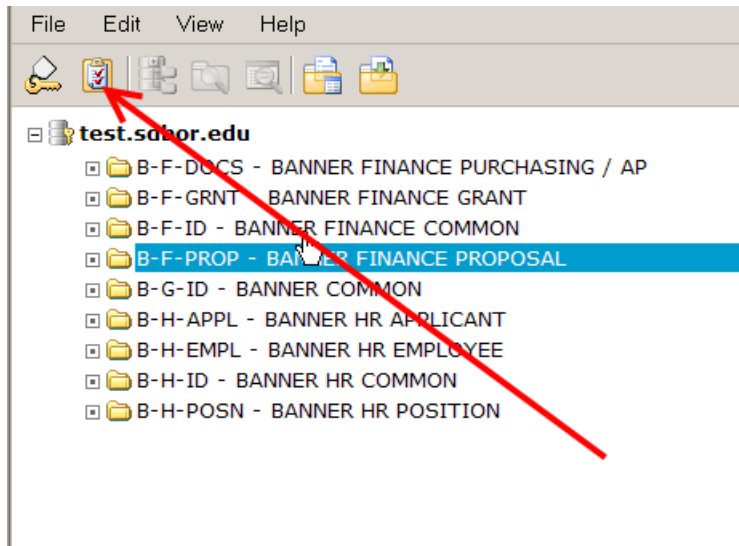 File Edit View Help
test.sdbor.edu
B-F-DOCS - BANNER FINANCE PURCHASING / AP
B-F-GRNT - BANNER FINANCE GRANT
B-F-ID - BANNER FINANCE COMMON
B-F-PROP - BANNER FINANCE PROPOSAL
B-G-ID - BANNER COMMON
B-H-APPL - BANNER HR APPLICANT
B-H-EMPL - BANNER HR EMPLOYEE
B-H-ID - BANNER HR COMMON
B-H-POSN - BANNER HR POSITION